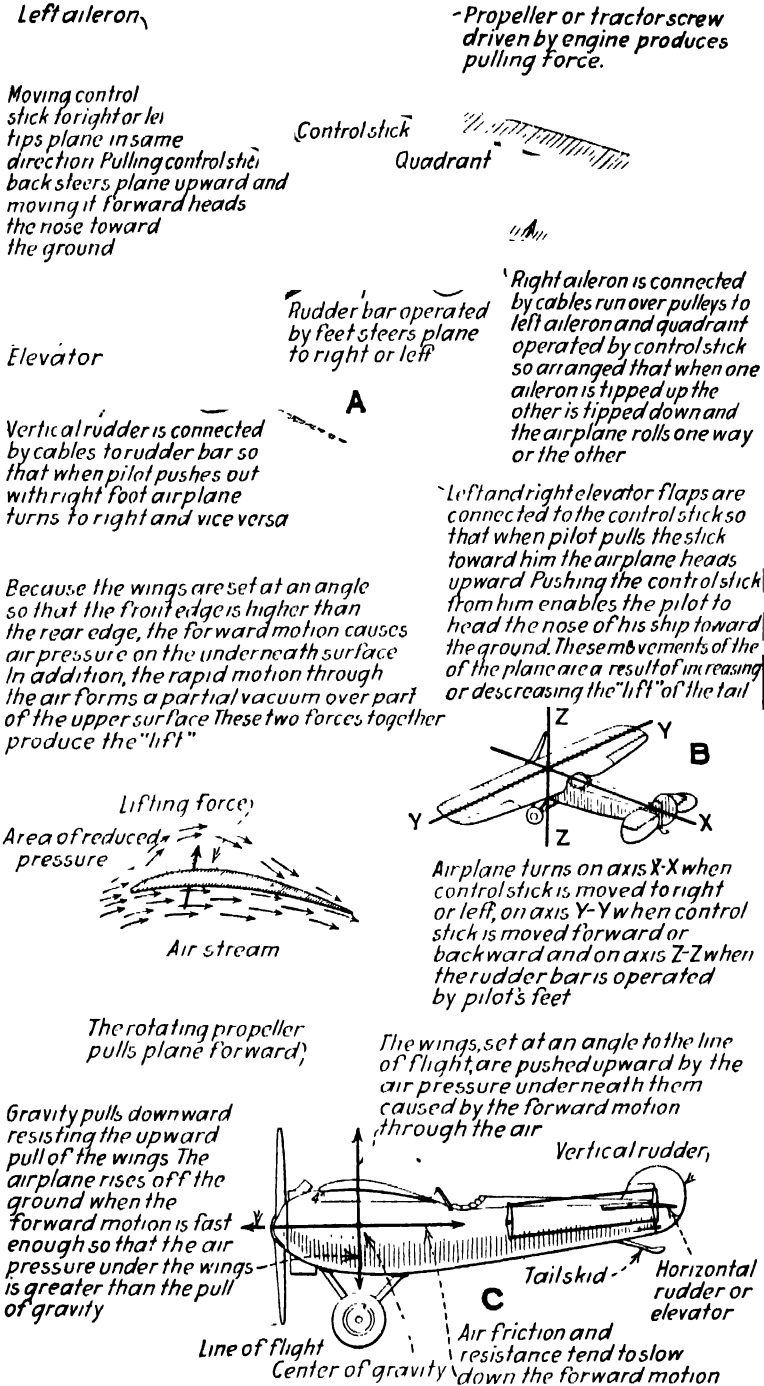 Left aileron
Propeller or tractor screw
driven by engine produces
pulling force.
Moving control
stick to right or le
tips plane in same
direction Pulling control
back steers plane upward and
moving it forward heads
the nose toward
the ground
Control stick
Quadrant
Right aileron is connected
by cables run over pulleys to
left aileron and quadrant
operated by control stick
so arranged that when one
aileron is tipped up the
other is tipped down and
the airplane rolls one way
or the other
Rudder bar operated
by feet steers plane
to right or left
Elevator
A
Vertical rudder is connected
by cables to rudder bar so
that when pilot pushes out
with right foot airplane
turns to right and vice versa
Left and right elevator flaps are
connected to the control stick so
that when pilot pulls the stick
toward him the airplane heads
upward Pushing the control stick
from him enables the pilot to
head the nose of his ship toward
the ground. These movements of the
of the plane are a result of increasing
or descreasing the "lift" of the tail
Because the wings are set at an angle
so that the front edge is higher than
the rear edge, the forward motion causes
air pressure on the underneath surface
In addition, the rapid motion through
the air forms a partial vacuum over part
of the upper surface These two forces together
produce the "lift"
Z
Y
B
Y
Z
X
Lifting force
Area of reduced
pressure
Air stream
Airplane turns on axis X-X when
control stick is moved to right
or left, on axis Y-Y when control
stick is moved forward or
backward and on axis Z-Z when
the rudder bar is operated
by pilot's feet
The rotating propeller
pulls plane forward
The wings, set at an angle to the line
of flight, are pushed upward by the
air pressure underneath them
caused by the forward motion
through the air
Gravity pulls downward
resisting the upward
pull of the wings The
airplane rises off the
ground when the
forward motion is fast
enough so that the air
pressure under the wings
is greater than the pull
of gravity
Vertical rudder
Tail skid
Horizontal
rudder or
elevator
C
Line of flight
Center of gravity
Air friction and
resistance tend to slow
down the forward motion